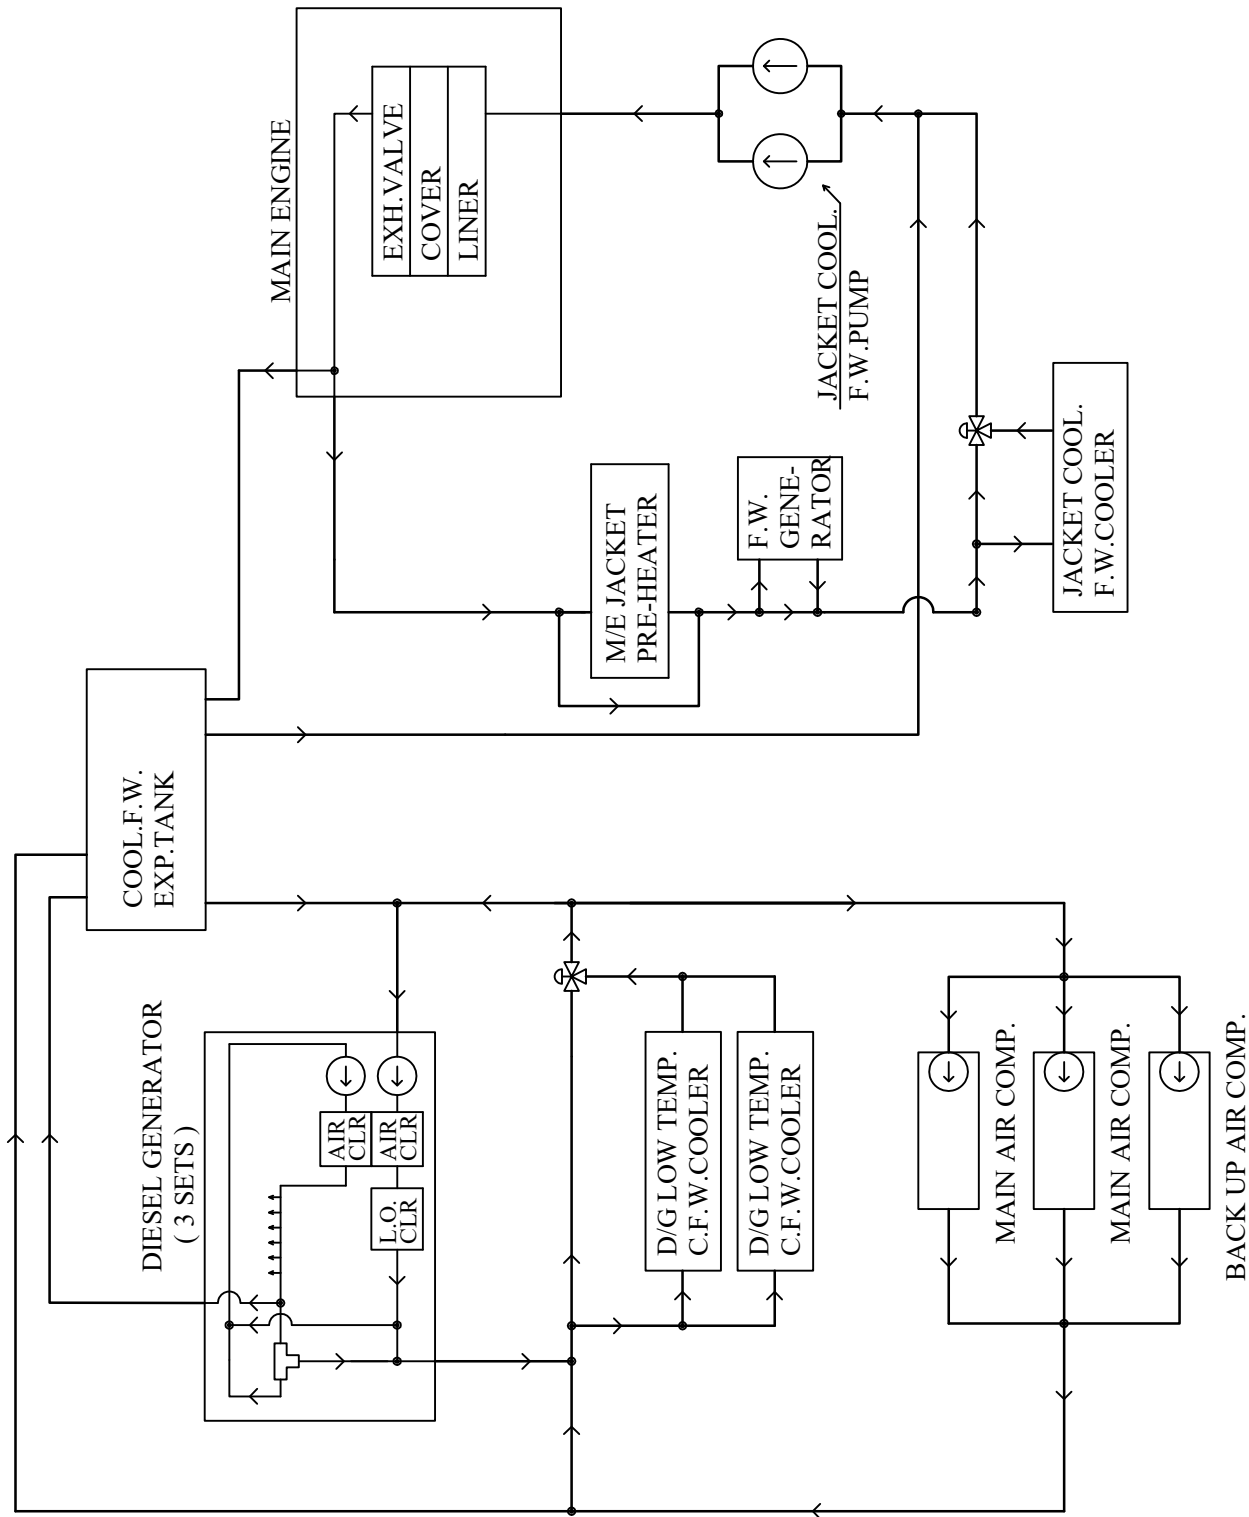 MAIN ENGINE
EXH.VALVE
COVER
LINER
JACKET COOL.
F.W.PUMP
M/E JACKET
PRE-HEATER
F.W.
GENE-
RATOR
JACKET COOL.
F.W.COOLER
COOL.F.W.
EXP.TANK
DIESEL GENERATOR
( 3 SETS )
AIR
CLR
AIR
CLR
L.O.
CLR
D/G LOW TEMP.
C.F.W.COOLER
D/G LOW TEMP.
C.F.W.COOLER
MAIN AIR COMP.
MAIN AIR COMP.
BACK UP AIR COMP.